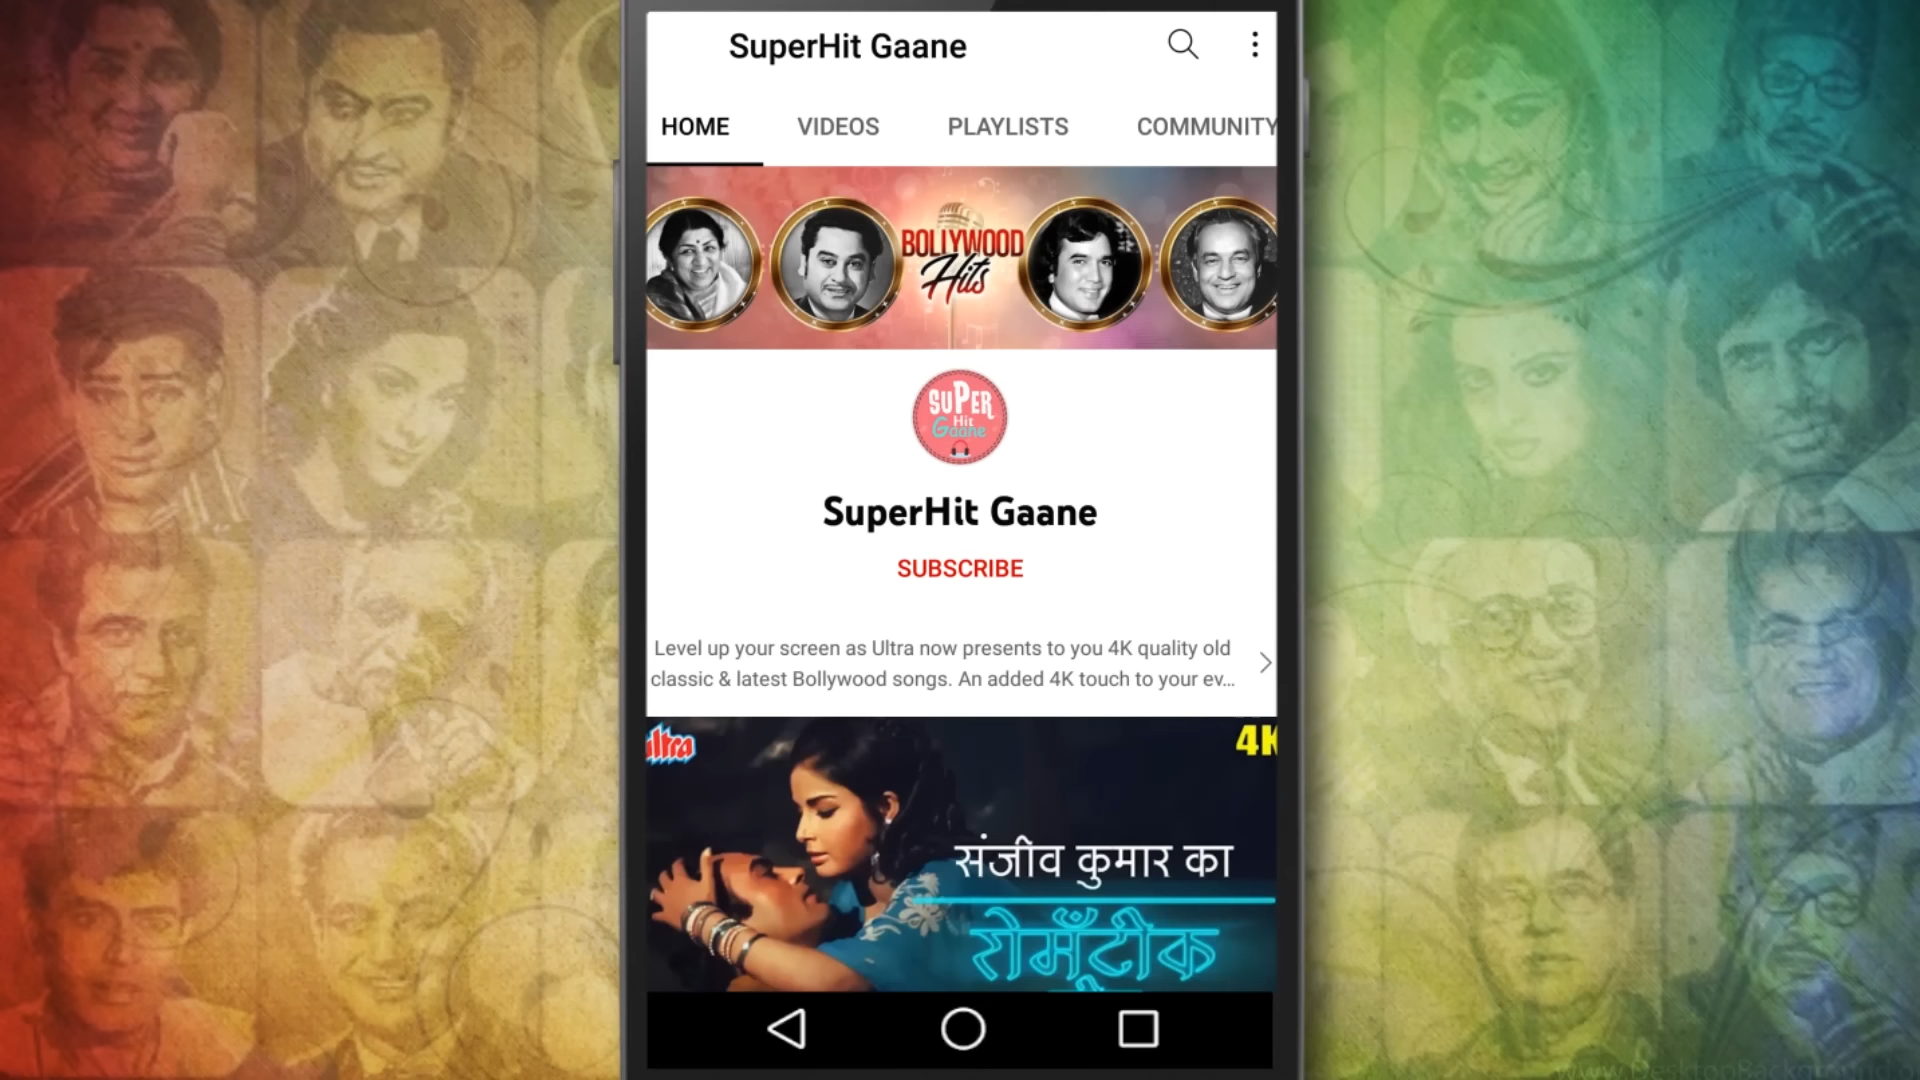 SuperHit Gaane
HOME VIDEOS PLAYLISTS COMMUNITY
BOLLYWOOD
Hits
SUPER
Hit
Gaane
SuperHit Gaane
SUBSCRIBE
Level up your screen as Ultra now presents to you 4K quality old
classic & latest Bollywood songs. An added 4K touch to your ev...
ultra
4K
संजीव कुमार का
रोमँटीक